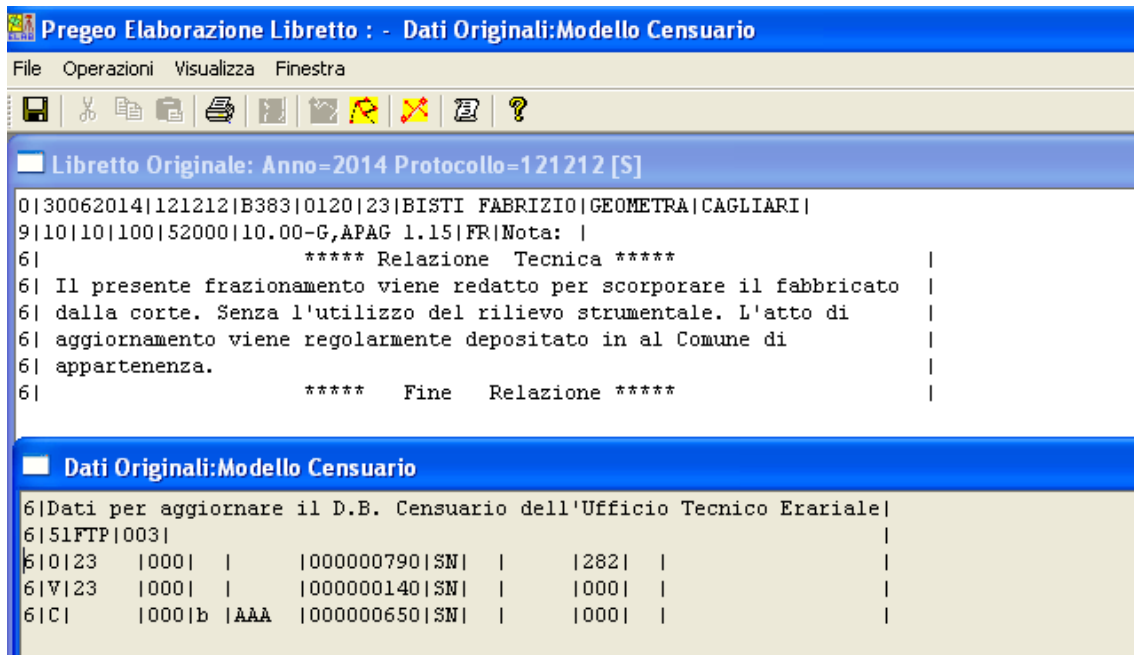 Pregeo Elaborazione Libretto : - Dati Originali:Modello Censuario
File Operazioni Visualizza Finestra
Libretto Originale: Anno=2014 Protocollo=121212 [S]
0|30062014|121212|B383|0120|23|BISTI FABRIZIO|GEOMETRA|CAGLIARI|
9|10|10|100|52000|10.00-G,APAG 1.15|FR|Nota: |
6| ***** Relazione Tecnica ***** |
6| Il presente frazionamento viene redatto per scorporare il fabbricato |
6| dalla corte. Senza l'utilizzo del rilievo strumentale. L'atto di |
6| aggiornamento viene regolarmente depositato in al Comune di |
6| appartenenza. |
6| ***** Fine Relazione ***** |
Dati Originali:Modello Censuario
6|Dati per aggiornare il D.B. Censuario dell'Ufficio Tecnico Erariale|
6|51FTP|003| |
6|O|23 |000| | |000000790|SN| | |282| | |
6|V|23 |000| | |000000140|SN| | |000| | |
6|C| |000|b |AAA |000000650|SN| | |000| | |